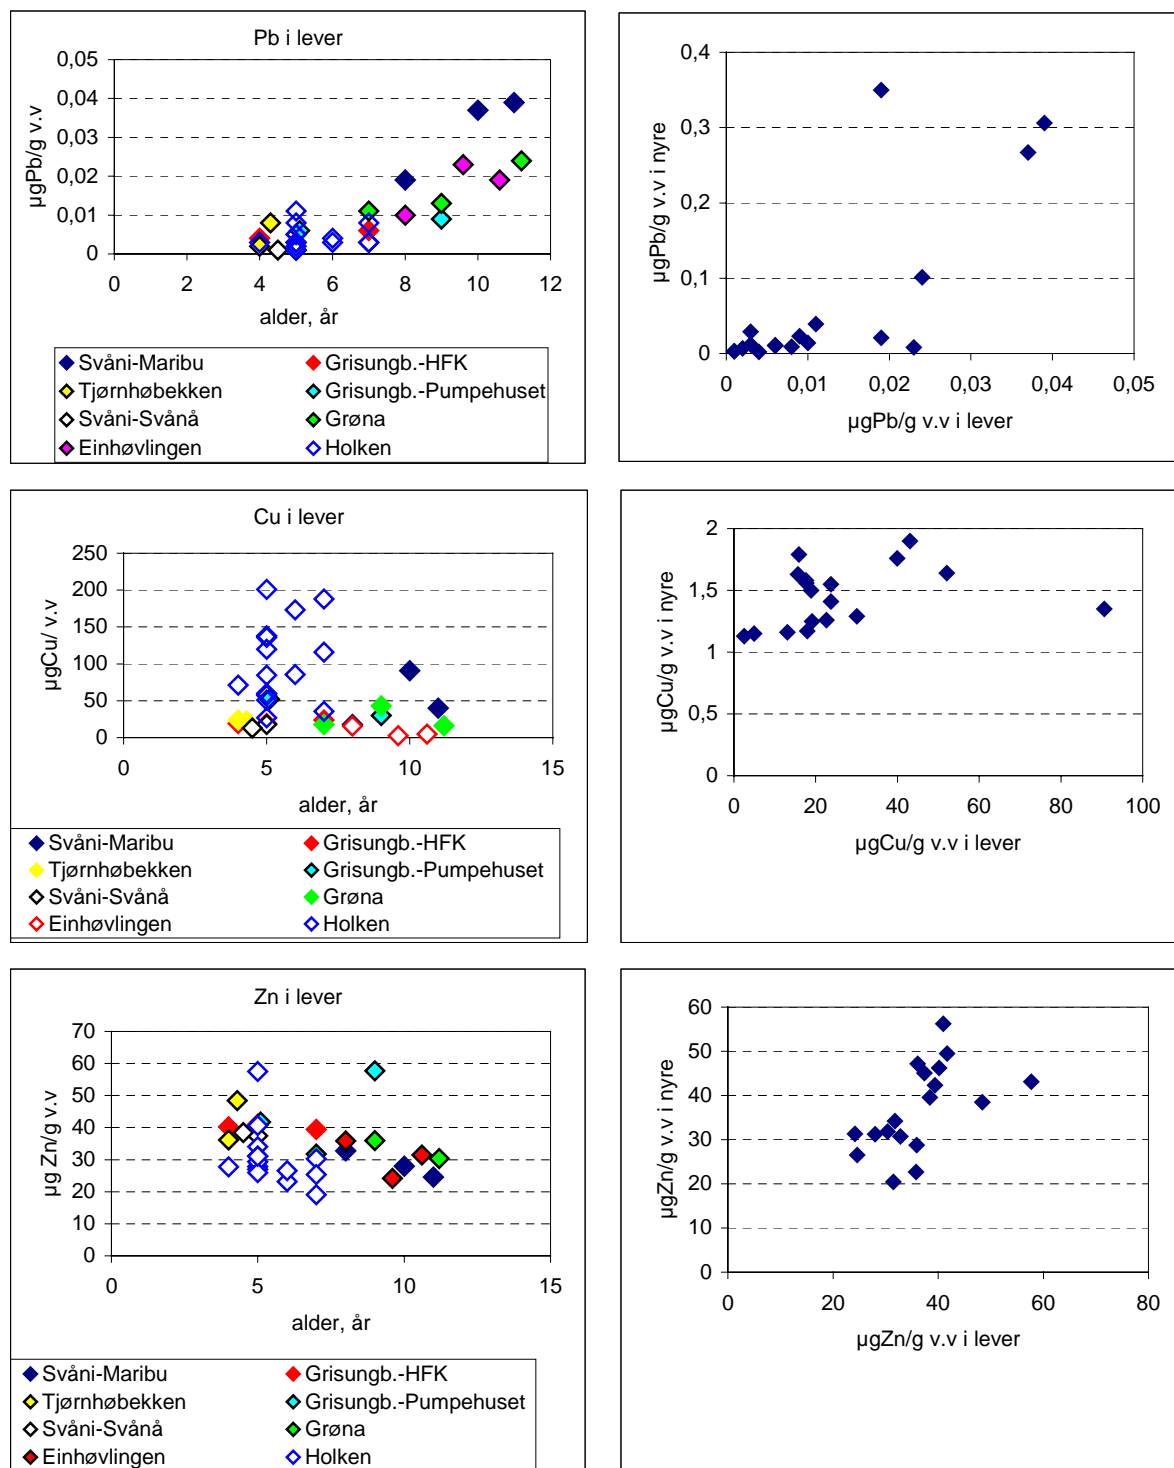 Pb i lever
0,05
0,04
0,03
0,02
0,01
0
µgPb/g v.v
0 2 4 6 8 10 12
alder, år
Svåni-Maribu Grisungb.-HFK
Tjørnhøbekken Grisungb.-Pumpehuset
Svåni-Svånå Grøna
Einhøvlingen Holken
0,4
0,3
0,2
0,1
0
µgPb/g v.v i nyre
0 0,01 0,02 0,03 0,04 0,05
µgPb/g v.v i lever
Cu i lever
250
200
150
100
50
0
µgCu/ v.v
0 5 10 15
alder, år
Svåni-Maribu Grisungb.-HFK
Tjørnhøbekken Grisungb.-Pumpehuset
Svåni-Svånå Grøna
Einhøvlingen Holken
2
1,5
1
0,5
0
µgCu/g v.v i nyre
0 20 40 60 80 100
µgCu/g v.v i lever
Zn i lever
70
60
50
40
30
20
10
0
µg Zn/g v.v
0 5 10 15
alder, år
Svåni-Maribu Grisungb.-HFK
Tjørnhøbekken Grisungb.-Pumpehuset
Svåni-Svånå Grøna
Einhøvlingen Holken
60
50
40
30
20
10
0
µgZn/g v.v i nyre
0 20 40 60 80
µgZn/g v.v i lever